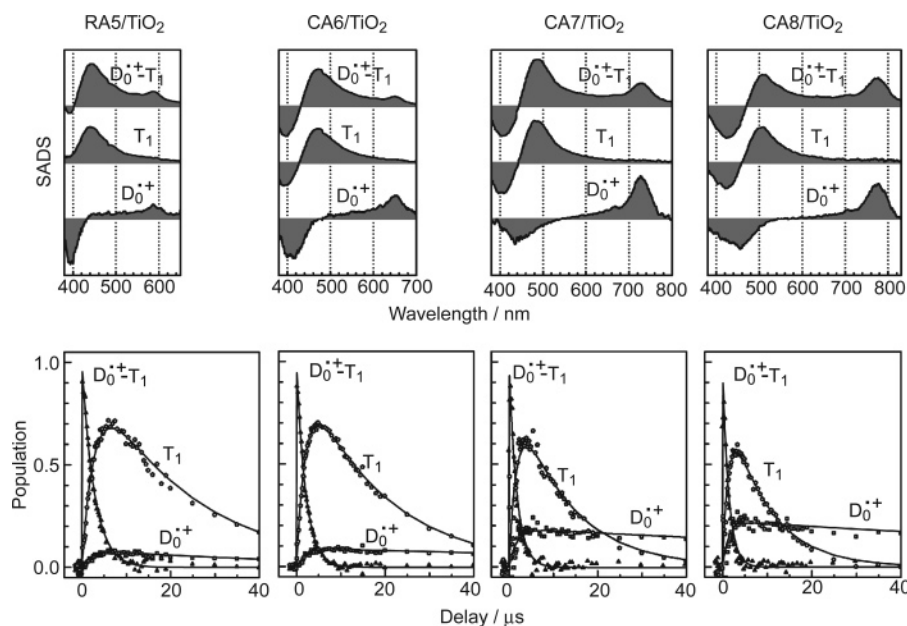 RA5/TiO₂ CA6/TiO₂ CA7/TiO₂ CA8/TiO₂
D₀•⁺-T₁ D₀•⁺-T₁ D₀•⁺-T₁ D₀•⁺-T₁
T₁ T₁ T₁ T₁
SADS
D₀•⁺ D₀•⁺ D₀•⁺ D₀•⁺
400 500 600 400 500 600 700 400 500 600 700 800 400 500 600 700 800
Wavelength / nm
1.0
D₀•⁺-T₁ D₀•⁺-T₁ D₀•⁺-T₁ D₀•⁺-T₁
Population
0.5
T₁ T₁ T₁ T₁
D₀•⁺ D₀•⁺ D₀•⁺ D₀•⁺
0.0
0 20 40 0 20 40 0 20 40 0 20 40
Delay / μs